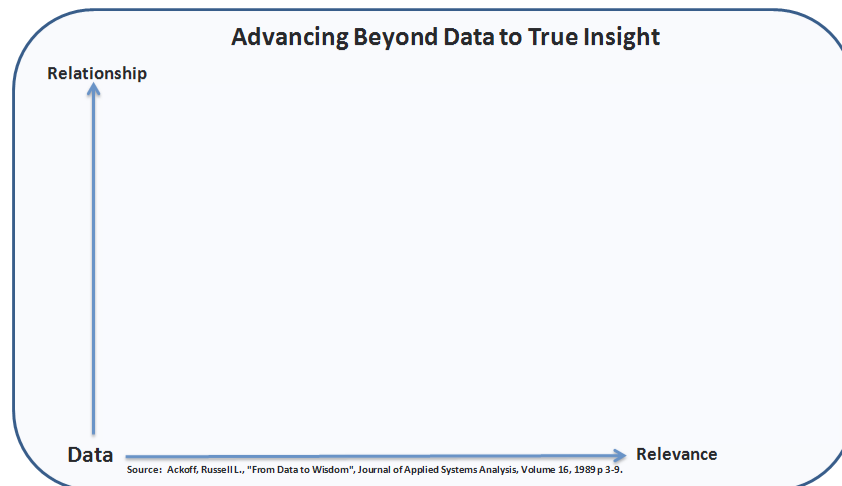 Advancing Beyond Data to True Insight
Relationship
Data
Relevance
Source: Ackoff, Russell L., "From Data to Wisdom", Journal of Applied Systems Analysis, Volume 16, 1989 p 3-9.